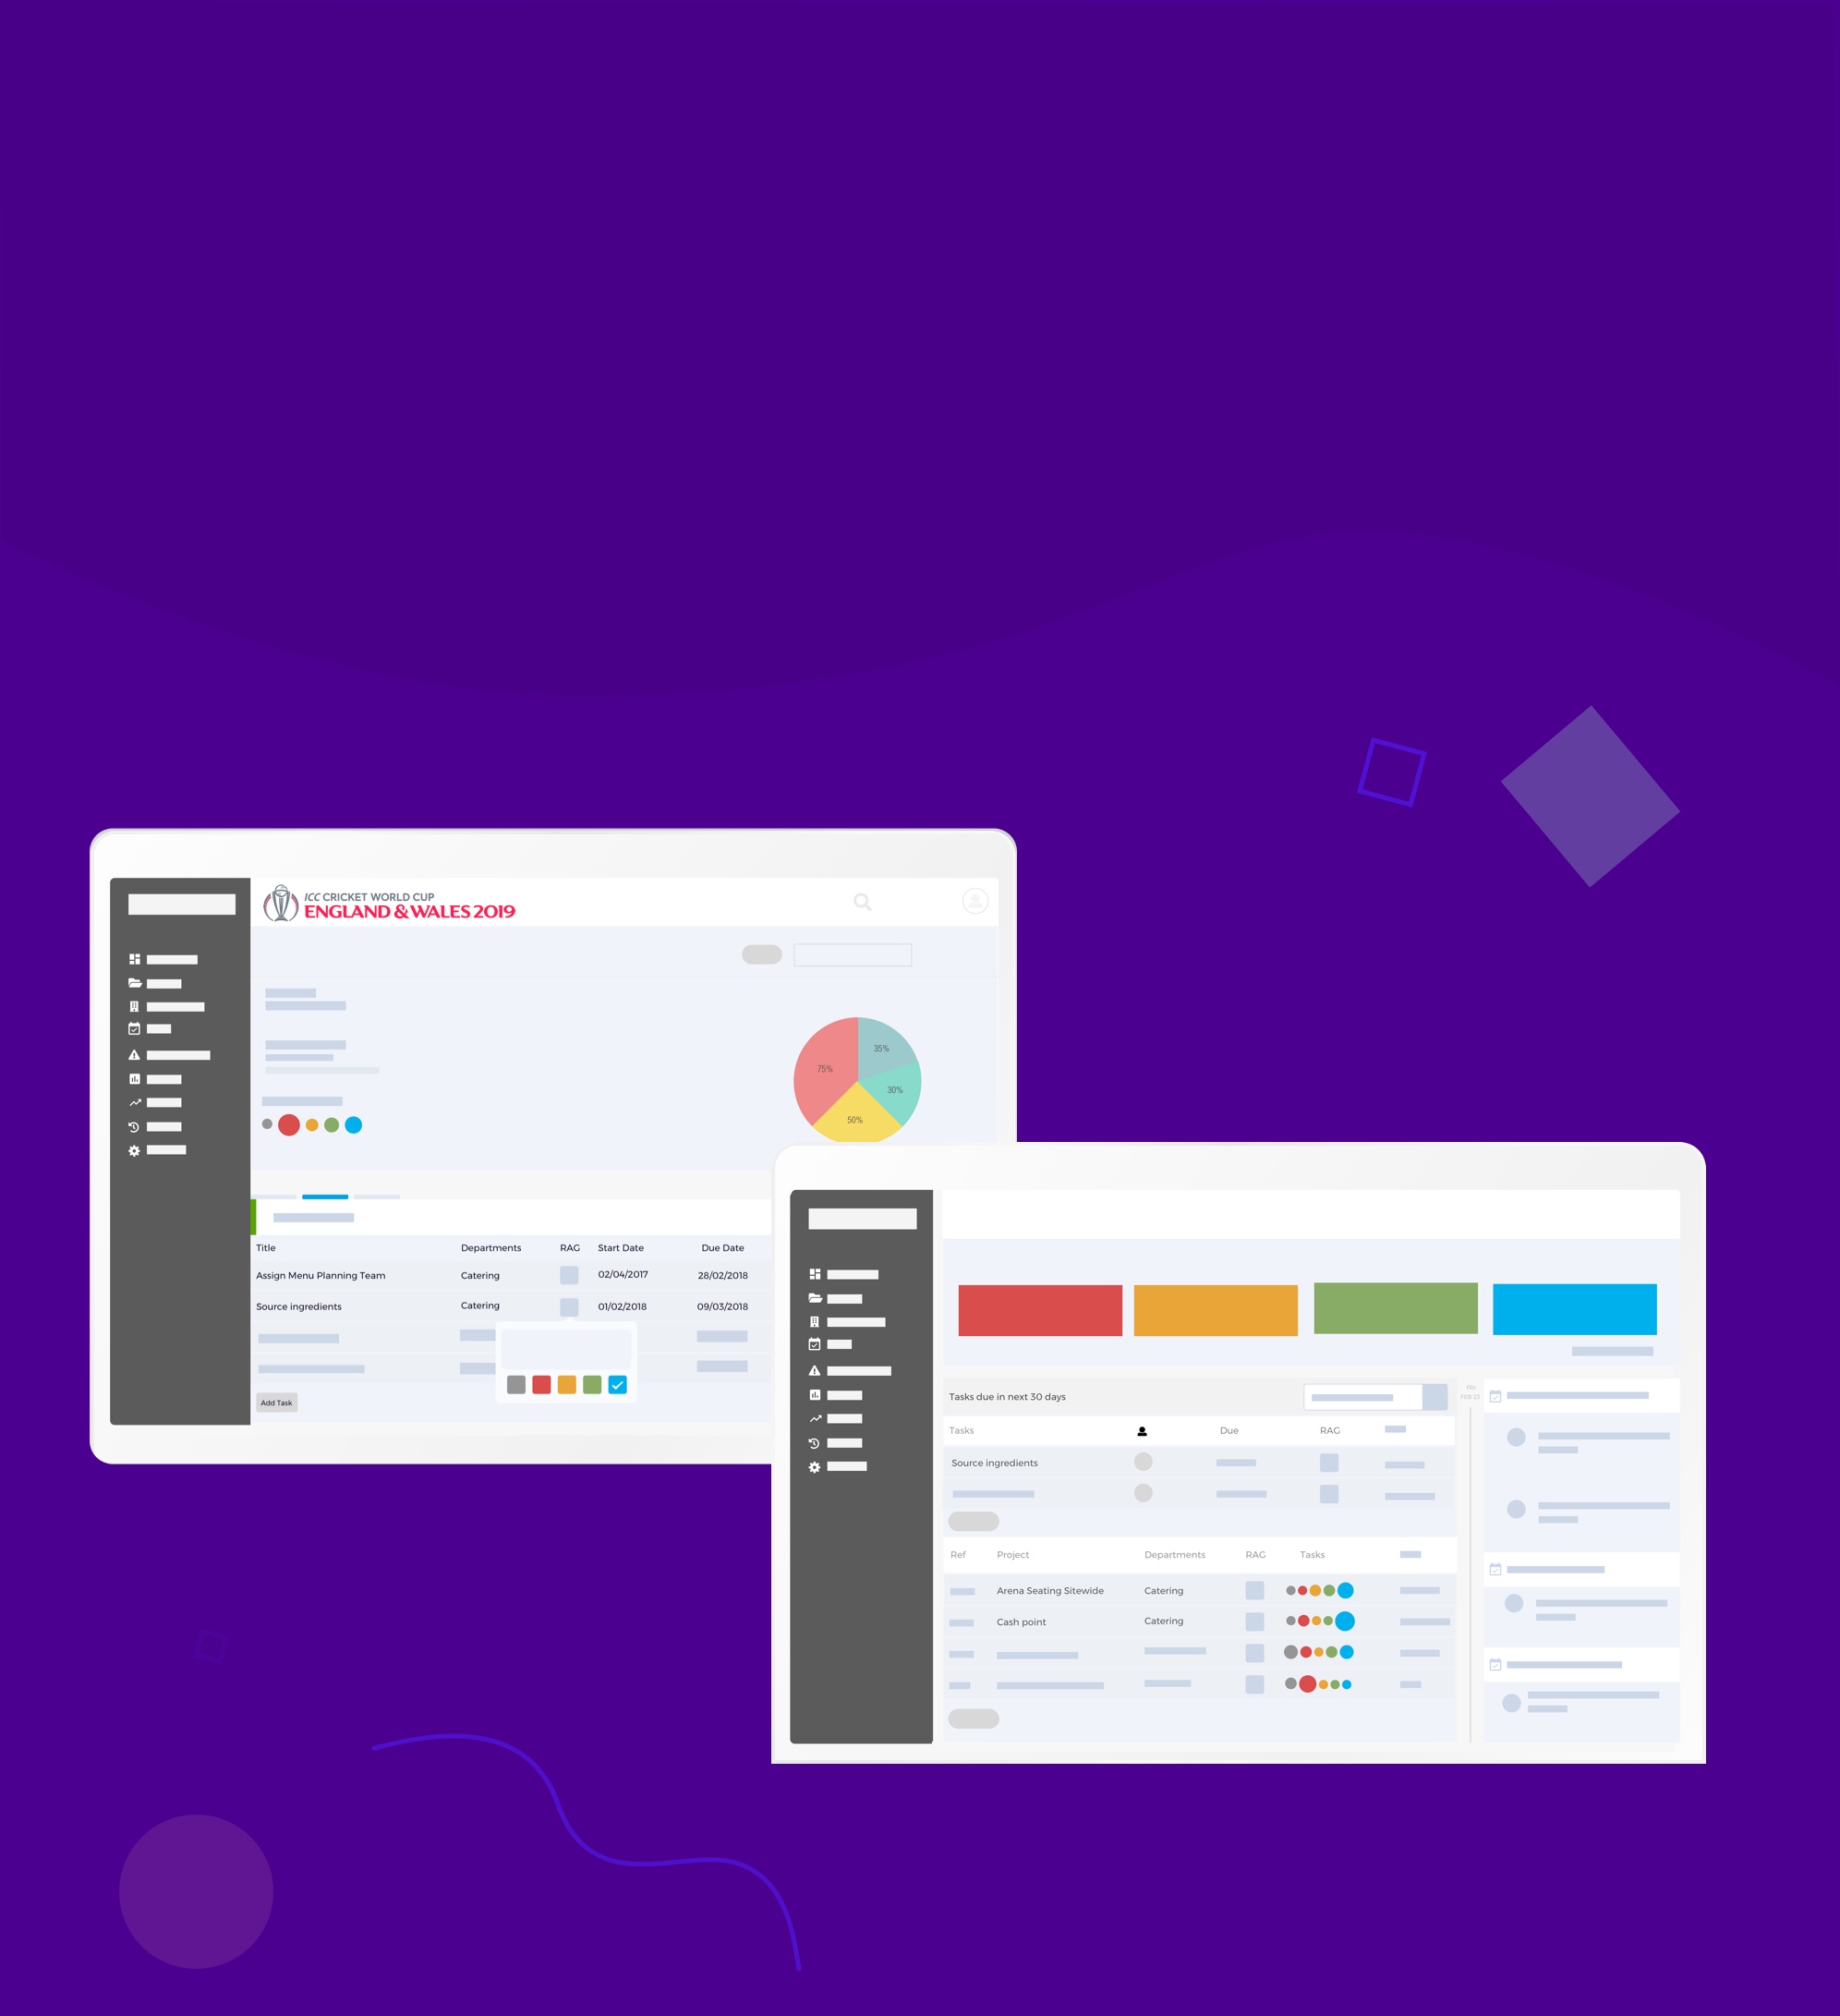 ICC CRICKET WORLD CUP
ENGLAND & WALES 2019
35%
75%
30%
50%
Title Departments RAG Start Date Due Date
Assign Menu Planning Team Catering 02/04/2017 28/02/2018
Source ingredients Catering 01/02/2018 09/03/2018
Add Task
Tasks due in next 30 days
FRI
FEB 23
Tasks Due RAG
Source ingredients
Ref Project Departments RAG Tasks
Arena Seating Sitewide Catering
Cash point Catering